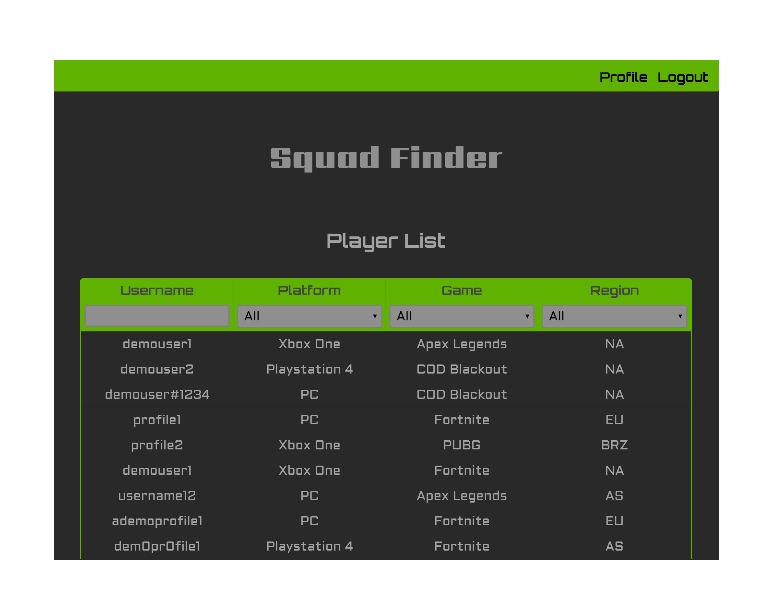 Profile Logout
Squad Finder
Player List
Username Platform Game Region
All All All
demouser1 Xbox One Apex Legends NA
demouser2 Playstation 4 COD Blackout NA
demouser#1234 PC COD Blackout NA
profile1 PC Fortnite EU
profile2 Xbox One PUBG BRZ
demouser1 Xbox One Fortnite NA
username12 PC Apex Legends AS
ademoprofile1 PC Fortnite EU
dem0pr0file1 Playstation 4 Fortnite AS